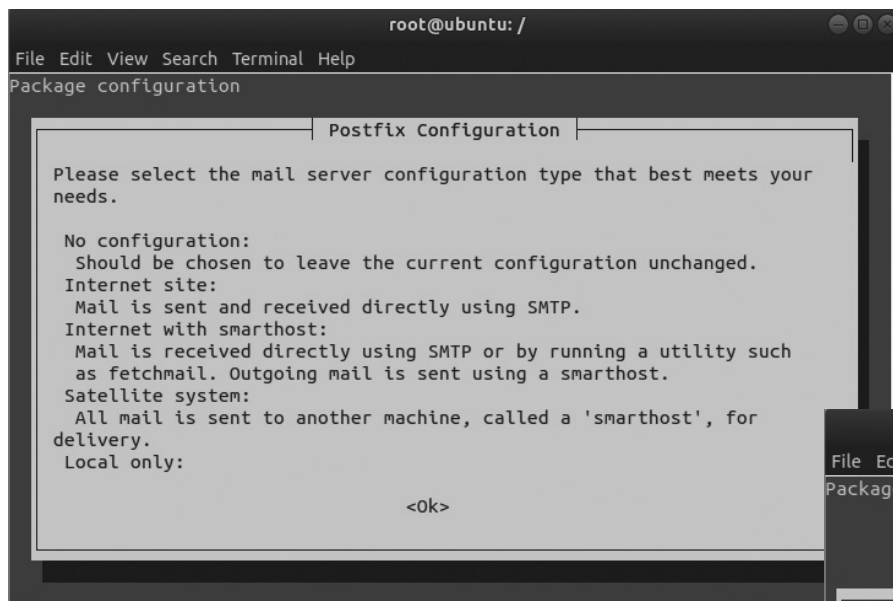 root@ubuntu: /
File Edit View Search Terminal Help
Package configuration
Postfix Configuration
Please select the mail server configuration type that best meets your
needs.
No configuration:
Should be chosen to leave the current configuration unchanged.
Internet site:
Mail is sent and received directly using SMTP.
Internet with smarthost:
Mail is received directly using SMTP or by running a utility such
as fetchmail. Outgoing mail is sent using a smarthost.
Satellite system:
All mail is sent to another machine, called a 'smarthost', for
delivery.
Local only:
<Ok>
File Ed
Packag